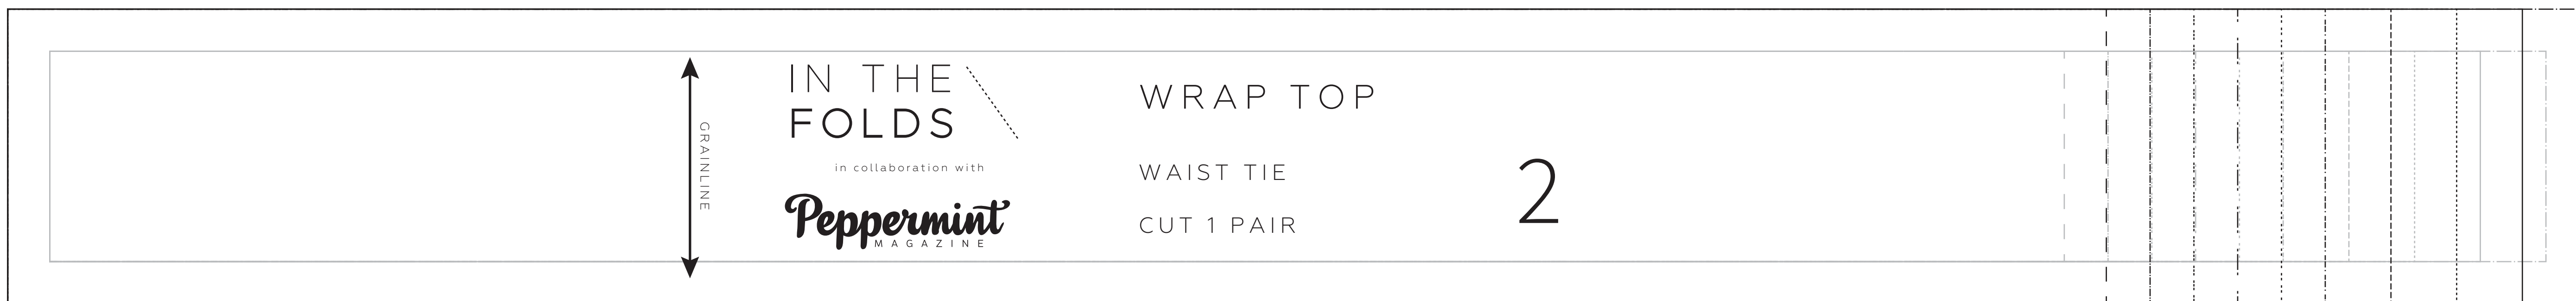 GRAINLINE
IN THE
FOLDS
in collaboration with
Peppermint
MAGAZINE
WRAP TOP
WAIST TIE
CUT 1 PAIR
2